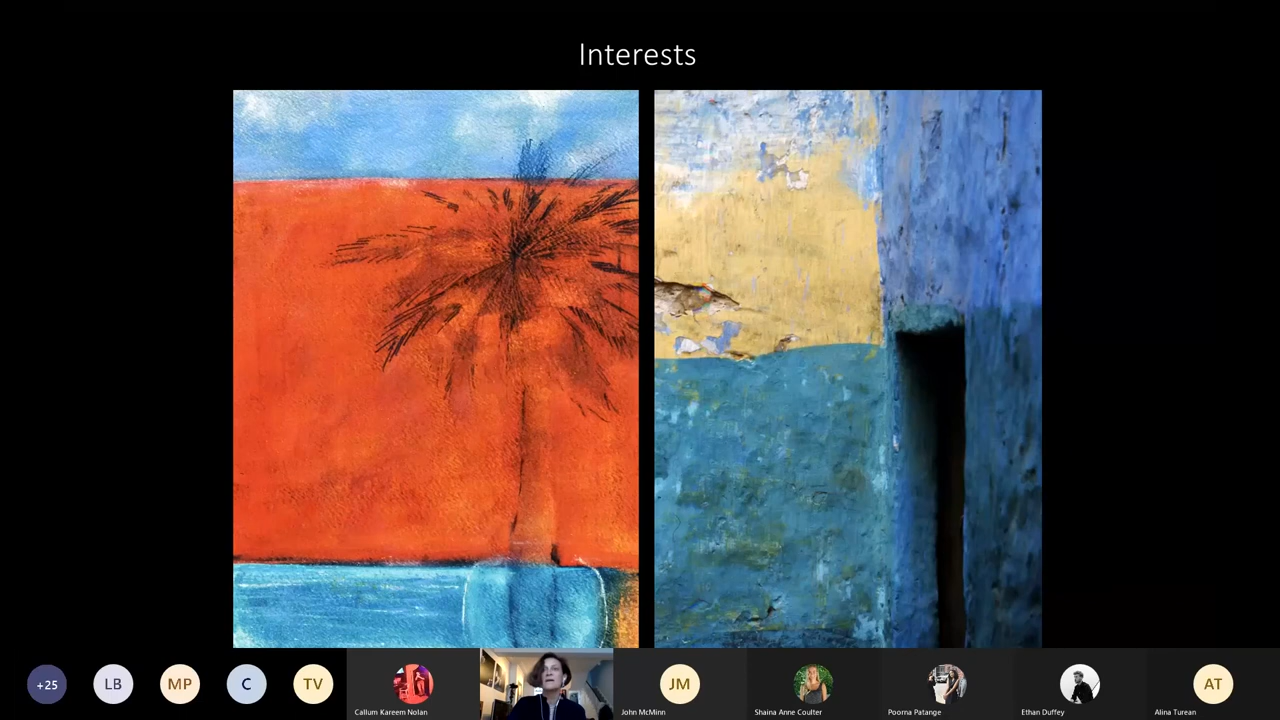 Interests
+25
LB
MP
C
TV
Callum Kareem Nolan
JM
John McMinn
Shaina Anne Coulter
Poorna Patange
Ethan Duffey
AT
Alina Turean